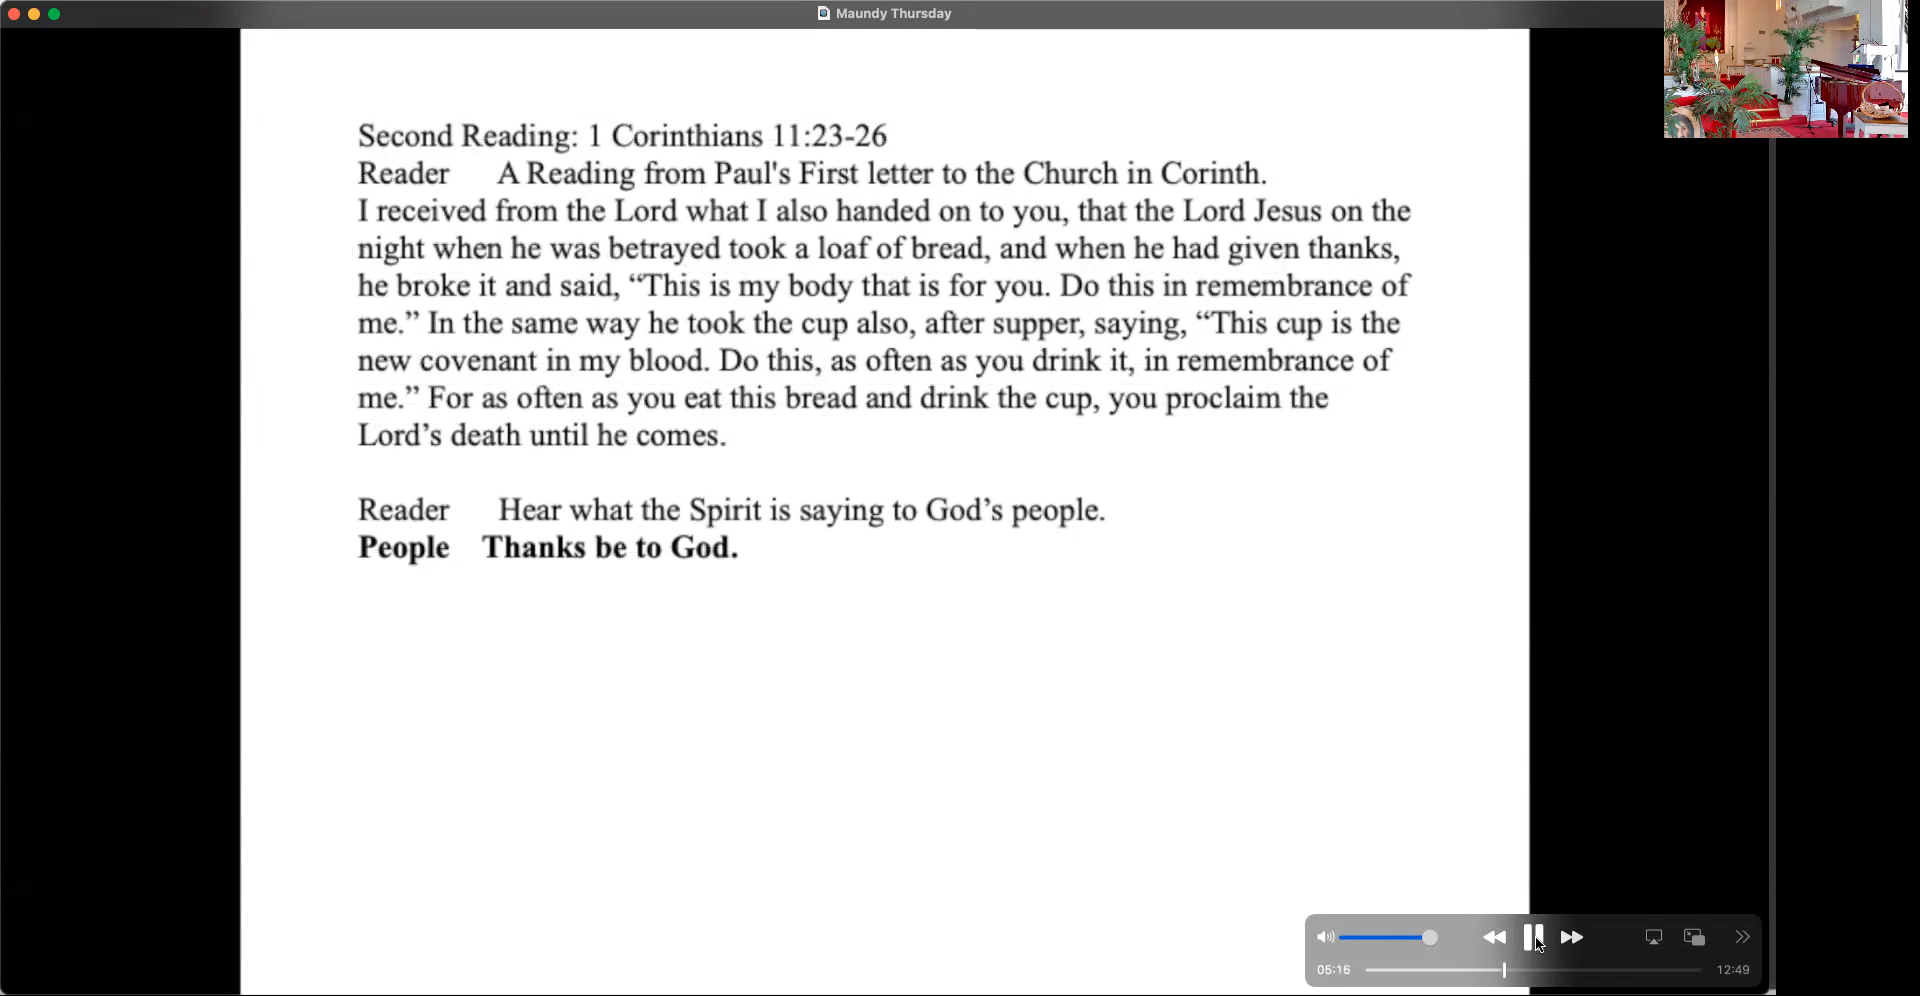 Maundy Thursday
Second Reading: 1 Corinthians 11:23-26
Reader A Reading from Paul's First letter to the Church in Corinth.
I received from the Lord what I also handed on to you, that the Lord Jesus on the
night when he was betrayed took a loaf of bread, and when he had given thanks,
he broke it and said, “This is my body that is for you. Do this in remembrance of
me.” In the same way he took the cup also, after supper, saying, “This cup is the
new covenant in my blood. Do this, as often as you drink it, in remembrance of
me.” For as often as you eat this bread and drink the cup, you proclaim the
Lord’s death until he comes.
Reader Hear what the Spirit is saying to God’s people.
People Thanks be to God.
05:16
12:49